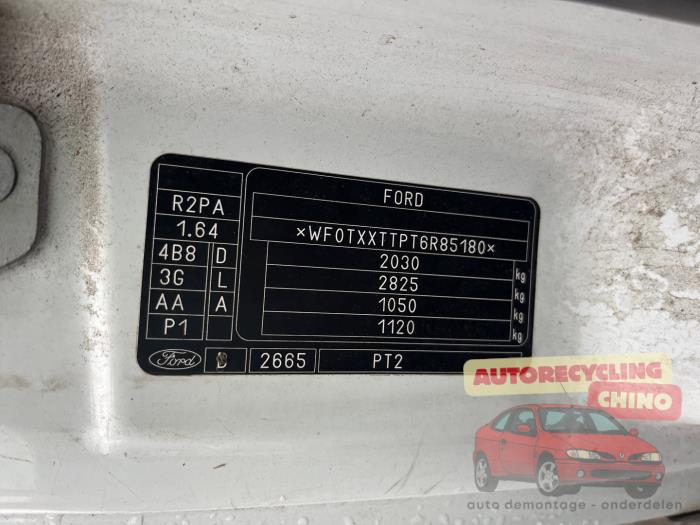 FORD
R2PA
1.64
×WF0TXXTTPT6R85180×
4B8 D
2030 kg
3G L
2825 kg
AA A
1050 kg
P1
1120 kg
Ford D 2665 PT2
AUTORECYCLING
CHINO
auto demontage - onderdelen